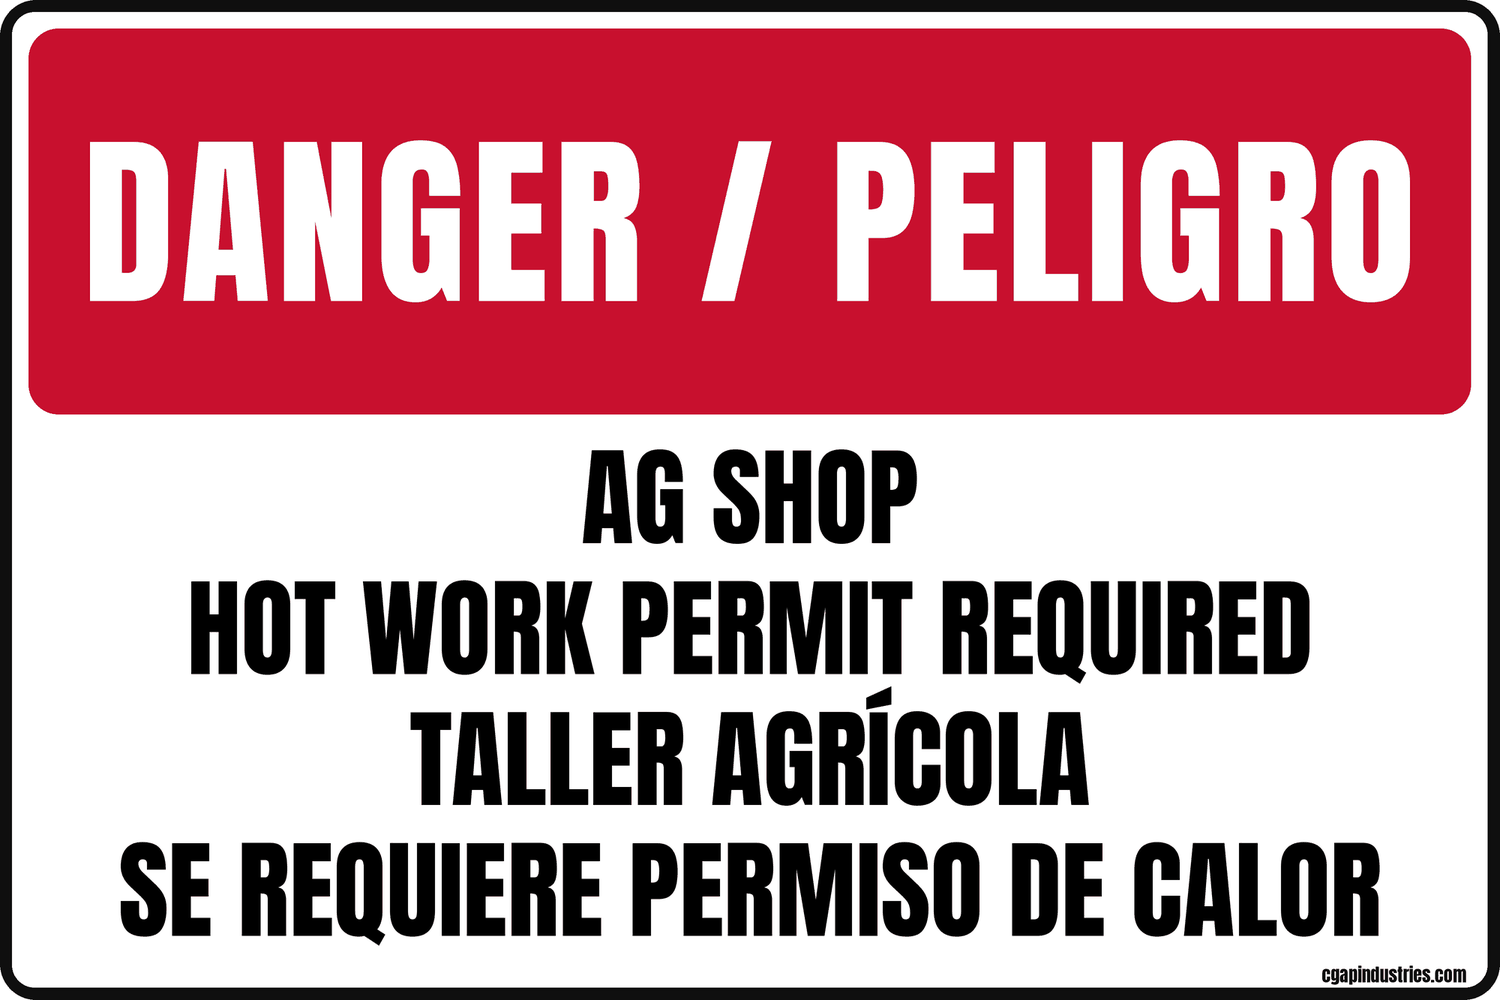 DANGER / PELIGRO
AG SHOP
HOT WORK PERMIT REQUIRED
TALLER AGRÍCOLA
SE REQUIERE PERMISO DE CALOR
cgapindustries.com